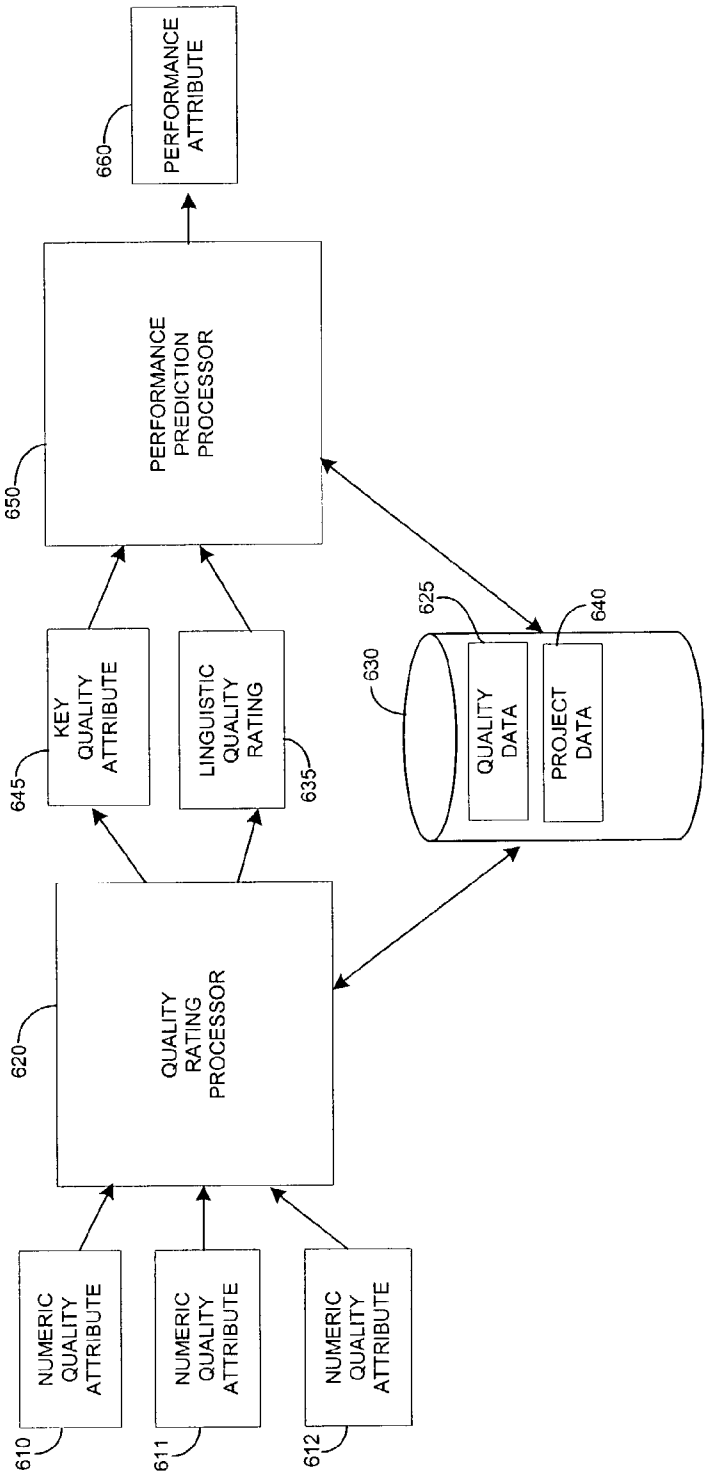 610
NUMERIC
QUALITY
ATTRIBUTE
611
NUMERIC
QUALITY
ATTRIBUTE
612
NUMERIC
QUALITY
ATTRIBUTE
620
QUALITY
RATING
PROCESSOR
645
KEY
QUALITY
ATTRIBUTE
LINGUISTIC
QUALITY
RATING
635
630
QUALITY
DATA
625
PROJECT
DATA
640
650
PERFORMANCE
PREDICTION
PROCESSOR
660
PERFORMANCE
ATTRIBUTE